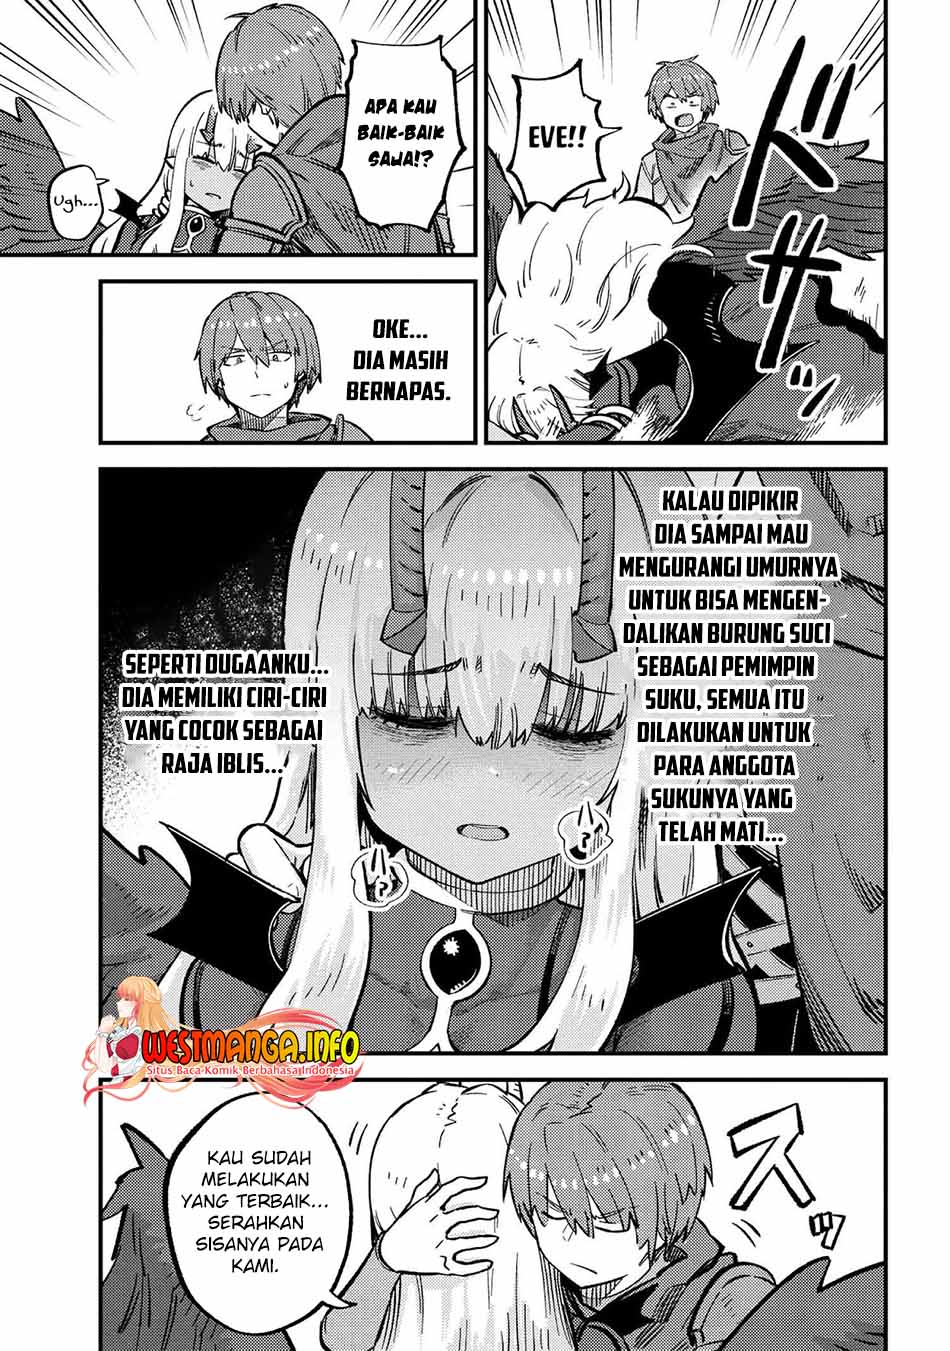 ドドッ
EVE!!
APA KAU
BAIK-BAIK
SAJA!?
Ugh...
OKE...
DIA MASIH
BERNAPAS.
KALAU DIPIKIR
DIA SAMPAI MAU
MENGURANGI UMURNYA
UNTUK BISA MENGEN-
DALIKAN BURUNG SUCI
SEBAGAI PEMIMPIN
SUKU, SEMUA ITU
DILAKUKAN UNTUK
PARA ANGGOTA
SUKUNYA YANG
TELAH MATI...
SEPERTI DUGAANKU...
DIA MEMILIKI CIRI-CIRI
YANG COCOK SEBAGAI
RAJA IBLIS...
WESTMANGA.INFO
SITUS BACA KOMIK BERBAHASA INDONESIA
スッ
KAU SUDAH
MELAKUKAN
YANG TERBAIK...
SERAHKAN
SISANYA PADA
KAMI.